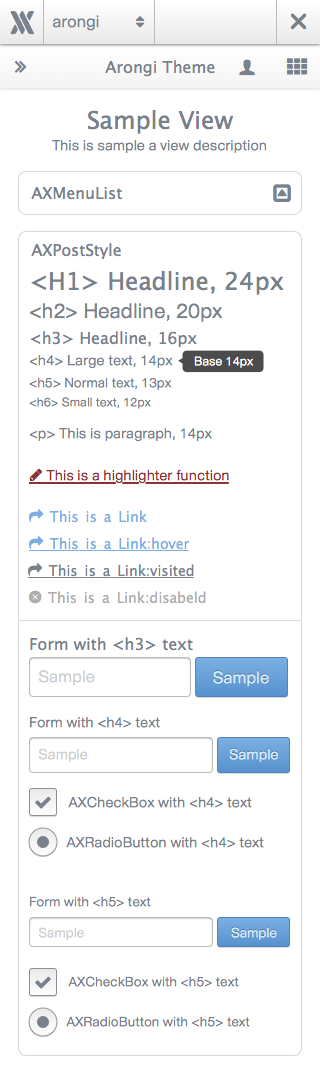 arongi
Arongi Theme
Sample View
This is sample a view description
AXMenuList
AXPostStyle
<H1> Headline, 24px
<h2> Headline, 20px
<h3> Headline, 16px
<h4> Large text, 14px Base 14px
<h5> Normal text, 13px
<h6> Small text, 12px
<p> This is paragraph, 14px
This is a highlighter function
This is a Link
This is a Link:hover
This is a Link:visited
This is a Link:disabeld
Form with <h3> text
Sample Sample
Form with <h4> text
Sample Sample
AXCheckBox with <h4> text
AXRadioButton with <h4> text
Form with <h5> text
Sample Sample
AXCheckBox with <h5> text
AXRadioButton with <h5> text